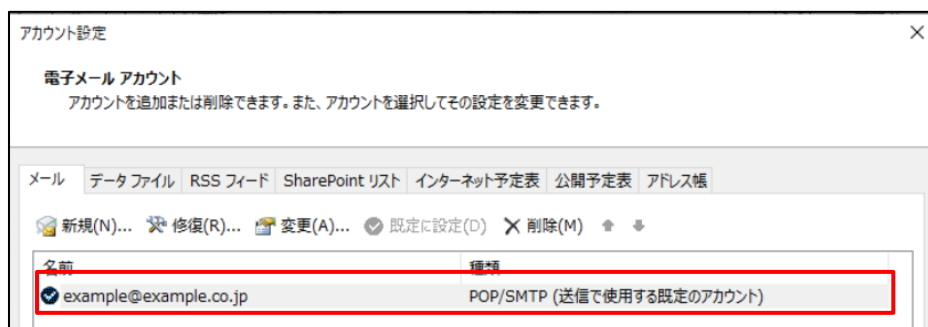 アカウント設定
電子メール アカウント
アカウントを追加または削除できます。また、アカウントを選択してその設定を変更できます。
メール データ ファイル RSS フィード SharePoint リスト インターネット予定表 公開予定表 アドレス帳
新規(N)... 修復(R)... 変更(A)... 既定に設定(D) 削除(M)
名前 種類
example@example.co.jp POP/SMTP (送信で使用する既定のアカウント)